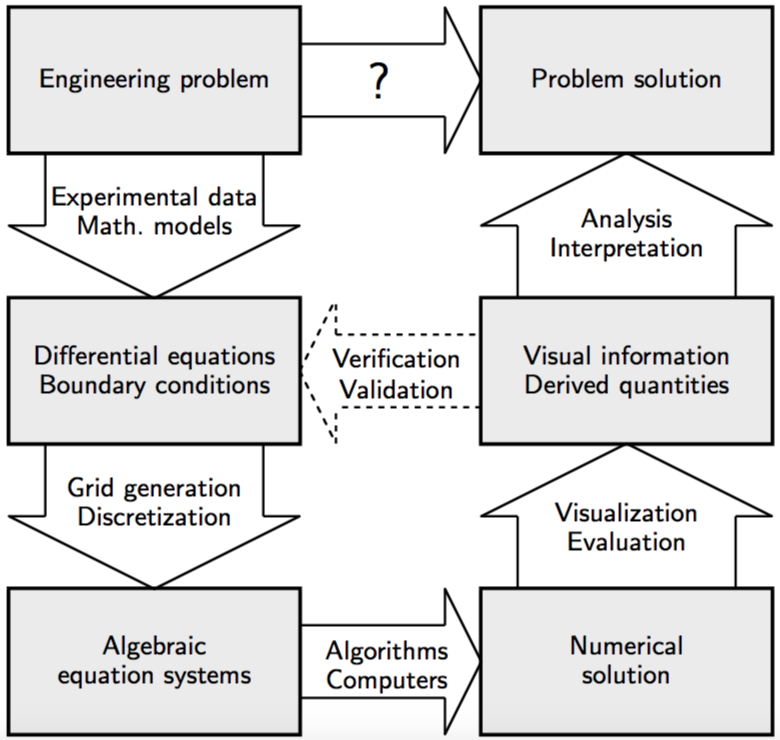 Engineering problem
?
Problem solution
Experimental data
Math. models
Analysis
Interpretation
Differential equations
Boundary conditions
Verification
Validation
Visual information
Derived quantities
Grid generation
Discretization
Visualization
Evaluation
Algebraic
equation systems
Algorithms
Computers
Numerical
solution